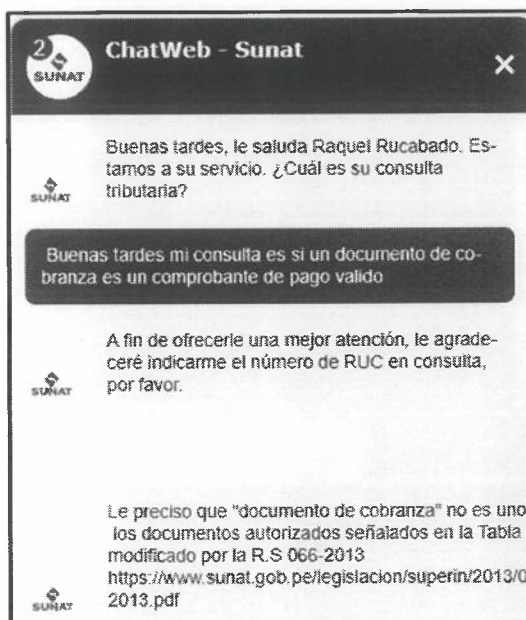 2
SUNAT
ChatWeb - Sunat
×
Buenas tardes, le saluda Raquel Rucabado. Es-
tamos a su servicio. ¿Cuál es su consulta
tributaria?
SUNAT
Buenas tardes mi consulta es si un documento de co-
branza es un comprobante de pago valido
A fin de ofrecerle una mejor atención, le agrade-
ceré indicarme el número de RUC en consulta,
por favor.
SUNAT
Le preciso que "documento de cobranza" no es uno
los documentos autorizados señalados en la Tabla
modificado por la R.S 066-2013
https://www.sunat.gob.pe/legislacion/superin/2013/0
2013.pdf
SUNAT